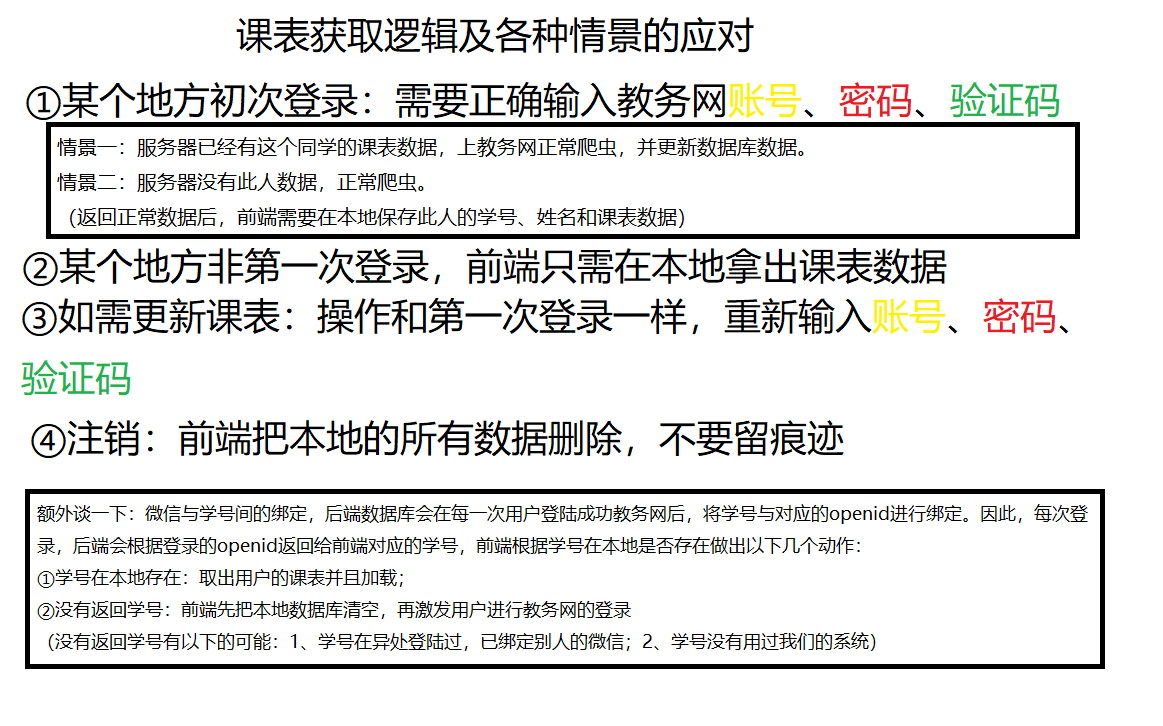 课表获取逻辑及各种情景的应对
①某个地方初次登录：需要正确输入教务网账号、密码、验证码
情景一：服务器已经有这个同学的课表数据，上教务网正常爬虫，并更新数据库数据。
情景二：服务器没有此人数据，正常爬虫。
（返回正常数据后，前端需要在本地保存此人的学号、姓名和课表数据）
②某个地方非第一次登录，前端只需在本地拿出课表数据
③如需更新课表：操作和第一次登录一样，重新输入账号、密码、
验证码
④注销：前端把本地的所有数据删除，不要留痕迹
额外谈一下：微信与学号间的绑定，后端数据库会在每一次用户登陆成功教务网后，将学号与对应的openid进行绑定。因此，每次登
录，后端会根据登录的openid返回给前端对应的学号，前端根据学号在本地是否存在做出以下几个动作：
①学号在本地存在：取出用户的课表并且加载；
②没有返回学号：前端先把本地数据库清空，再激发用户进行教务网的登录
（没有返回学号有以下的可能：1、学号在异处登陆过，已绑定别人的微信；2、学号没有用过我们的系统）